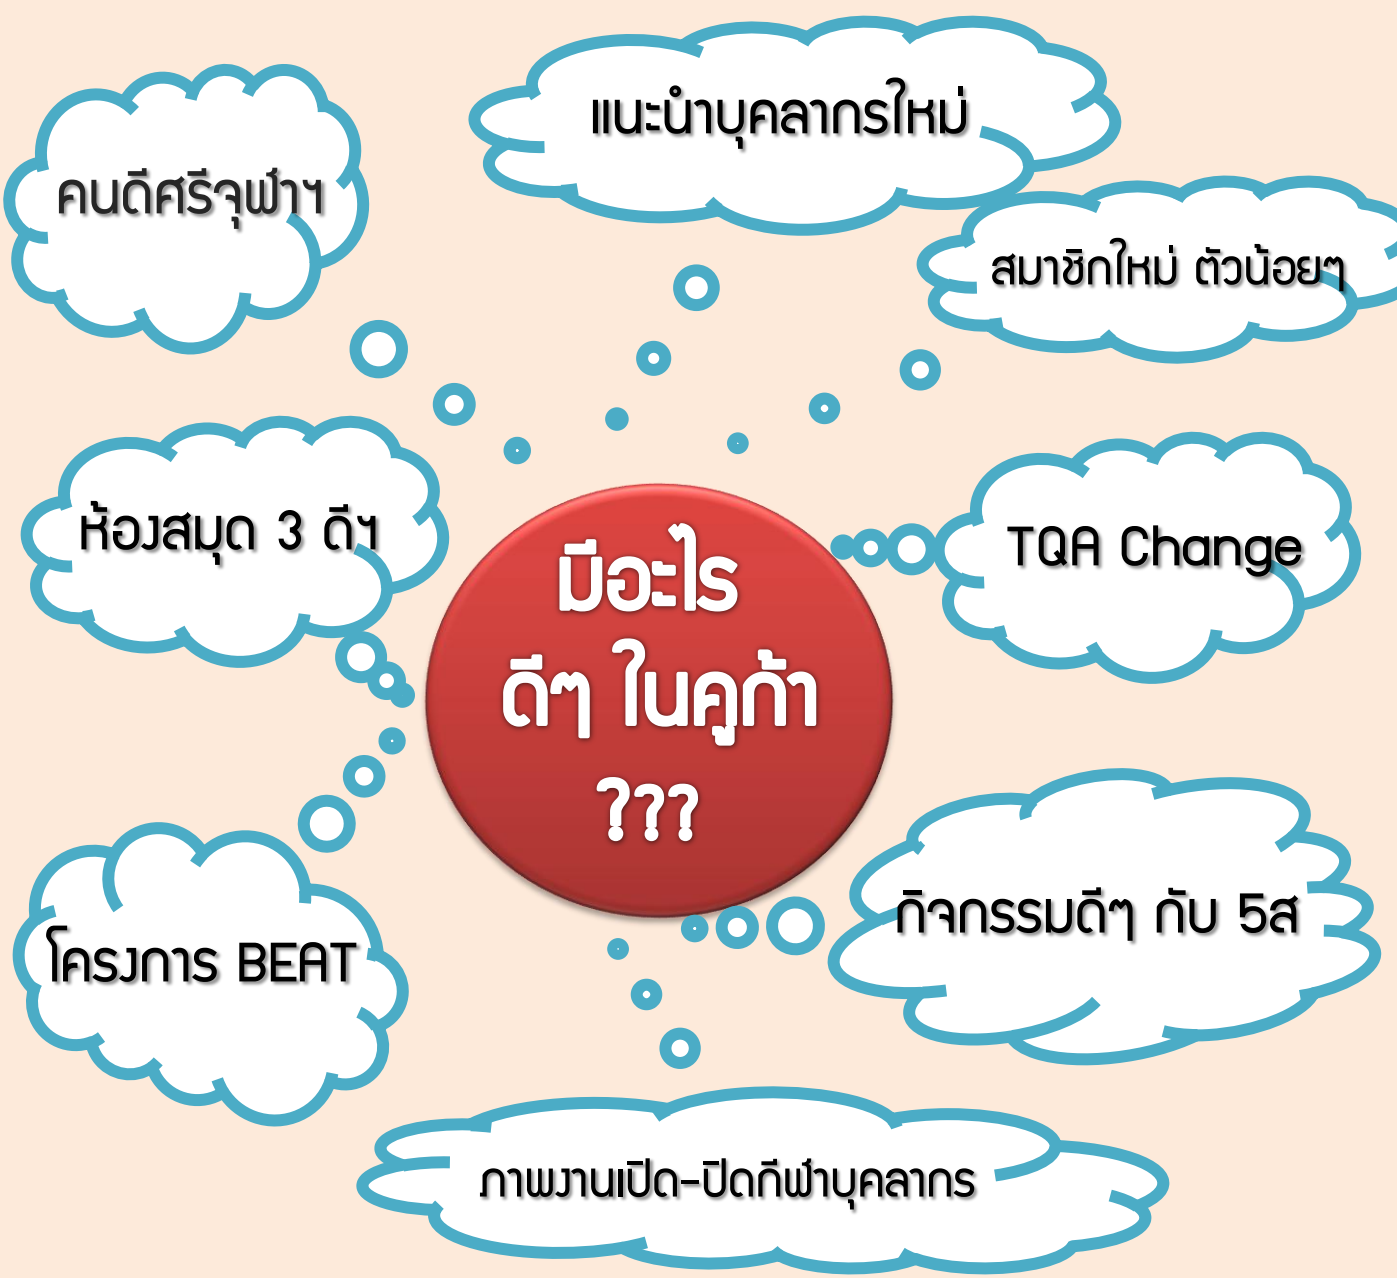 แนะนำบุคลากรใหม่
คนดีศรีจุฬาฯ
สมาชิกใหม่ ตัวน้อยๆ
ห้องสมุด 3 ดีฯ
TQA Change
มีอะไร
ดีๆ ในคูก้า
???
กิจกรรมดีๆ กับ 5ส
โครงการ BEAT
ภาพงานเปิด-ปิดกีฬาบุคลากร